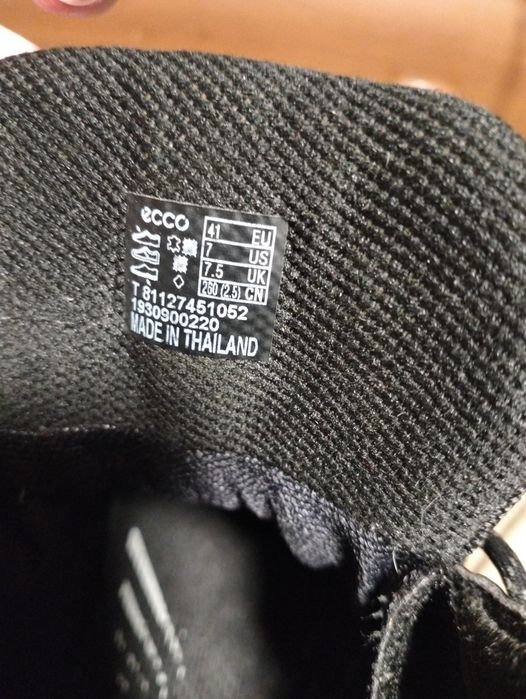 ecco
41 EU
7 US
7.5 UK
260 (2.5) CN
T 81127451052
1930900220
MADE IN THAILAND